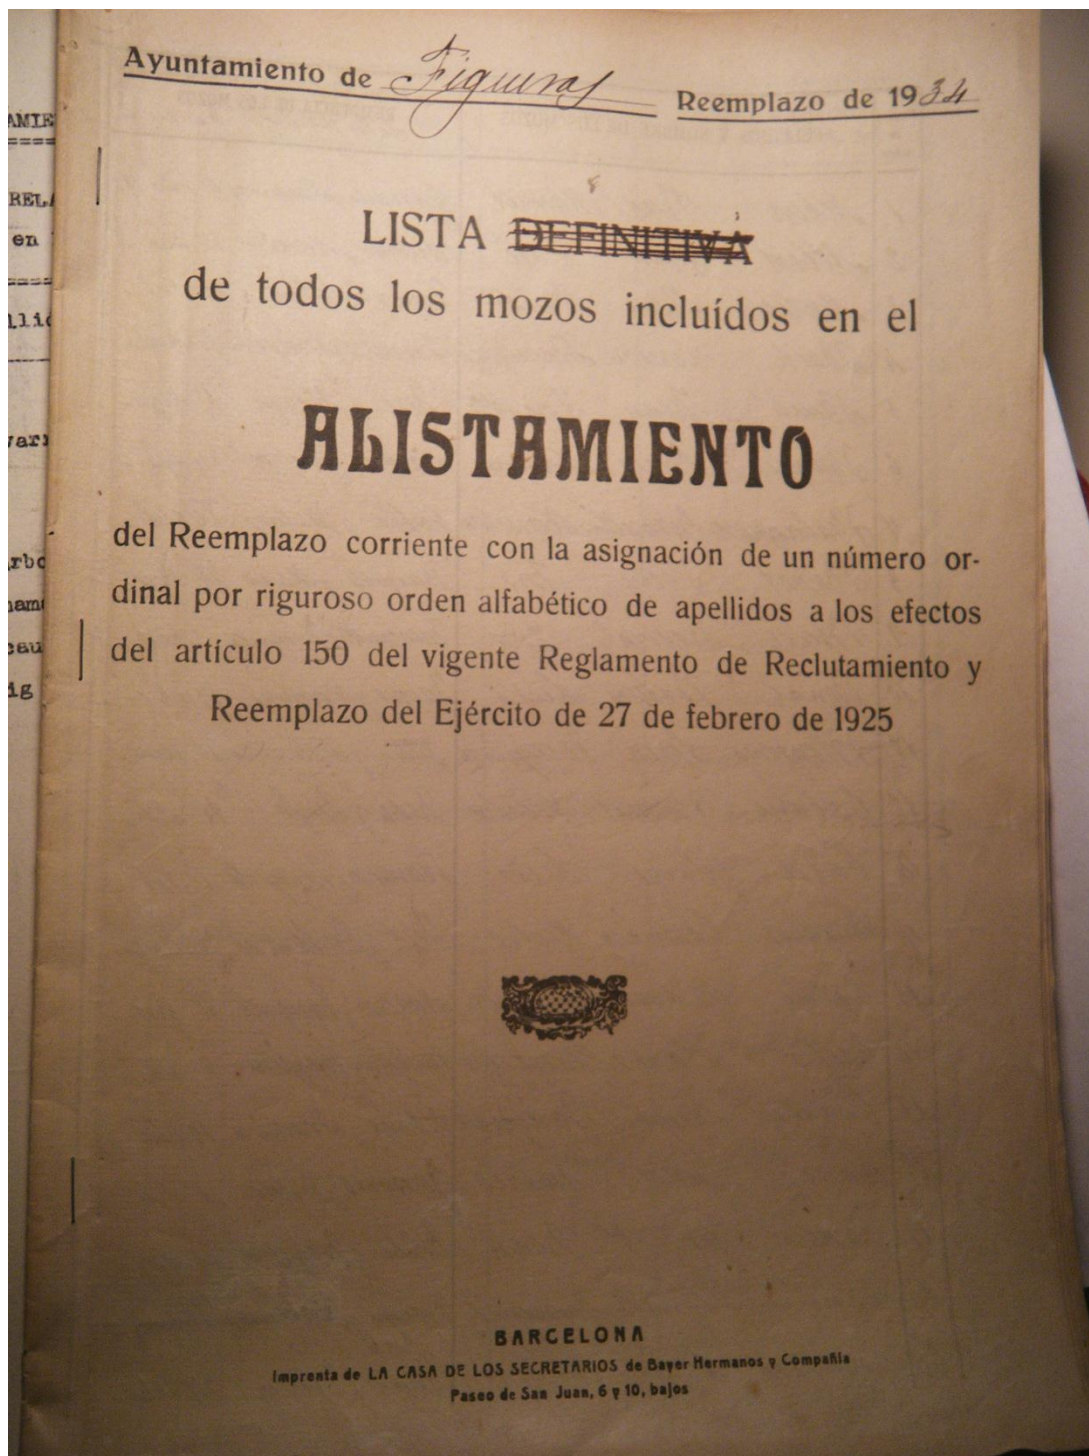 Ayuntamiento de Figueras Reemplazo de 1934
LISTA DEFINITIVA
de todos los mozos incluídos en el
ALISTAMIENTO
del Reemplazo corriente con la asignación de un número or-
dinal por riguroso orden alfabético de apellidos a los efectos
del artículo 150 del vigente Reglamento de Reclutamiento y
Reemplazo del Ejército de 27 de febrero de 1925
BARCELONA
Imprenta de LA CASA DE LOS SECRETARIOS de Bayer Hermanos y Compañía
Paseo de San Juan, 6 y 10, bajos